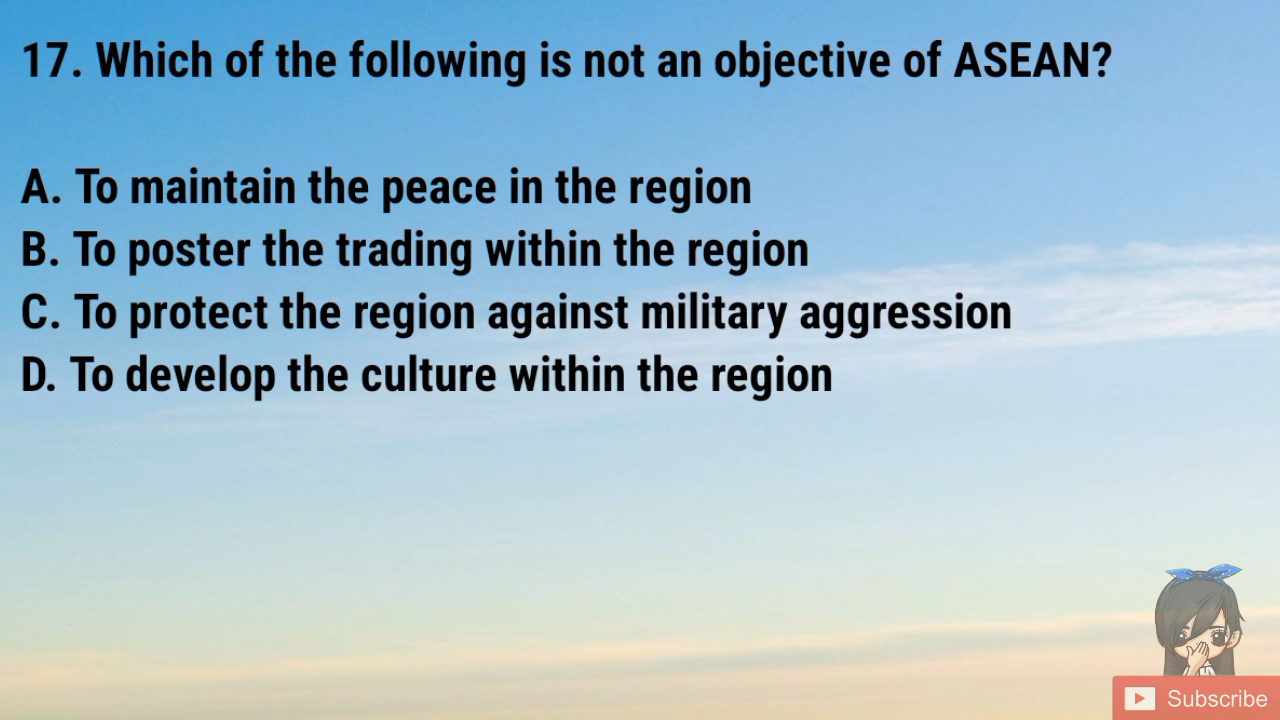 17. Which of the following is not an objective of ASEAN?
A. To maintain the peace in the region
B. To poster the trading within the region
C. To protect the region against military aggression
D. To develop the culture within the region
Subscribe